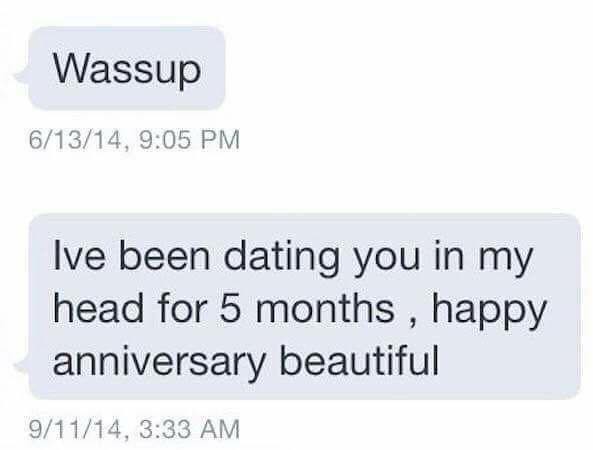 Wassup
6/13/14, 9:05 PM
Ive been dating you in my
head for 5 months , happy
anniversary beautiful
9/11/14, 3:33 AM